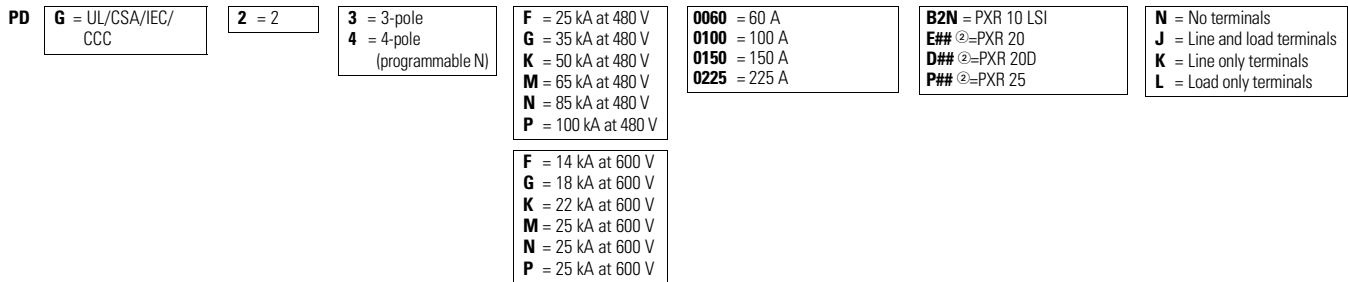 PD
G = UL/CSA/IEC/
CCC
2 = 2
3 = 3-pole
4 = 4-pole
(programmable N)
F = 25 kA at 480 V
G = 35 kA at 480 V
K = 50 kA at 480 V
M = 65 kA at 480 V
N = 85 kA at 480 V
P = 100 kA at 480 V
F = 14 kA at 600 V
G = 18 kA at 600 V
K = 22 kA at 600 V
M = 25 kA at 600 V
N = 25 kA at 600 V
P = 25 kA at 600 V
0060 = 60 A
0100 = 100 A
0150 = 150 A
0225 = 225 A
B2N = PXR 10 LSI
E## ②=PXR 20
D## ②=PXR 20D
P## ②=PXR 25
N = No terminals
J = Line and load terminals
K = Line only terminals
L = Load only terminals